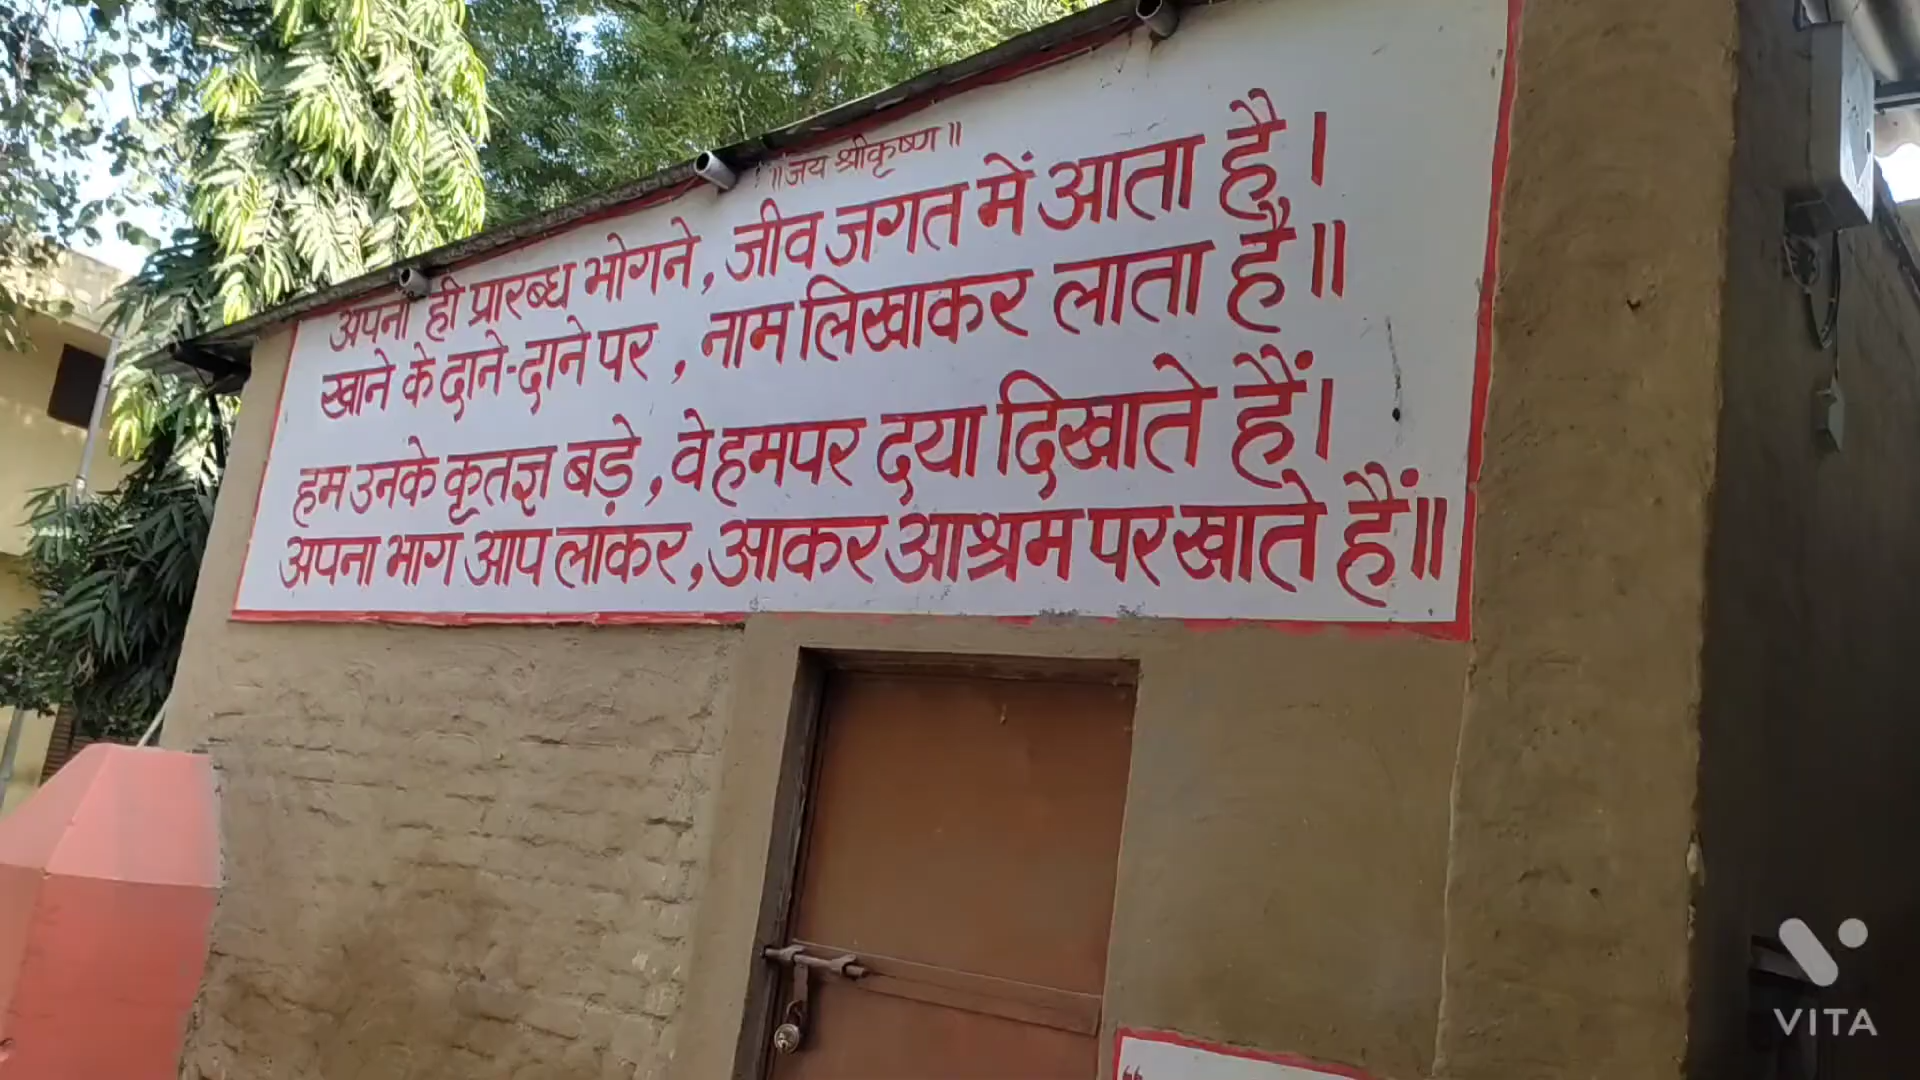 ॥जय श्रीकृष्ण॥
अपना ही प्रारब्ध भोगने, जीव जगत में आता है।
खाने के दाने-दाने पर, नाम लिखाकर लाता है॥
हम उनके कृतज्ञ बड़े, वे हमपर दया दिखाते हैं।
अपना भाग आप लाकर, आकर आश्रम पर खाते हैं॥
VITA